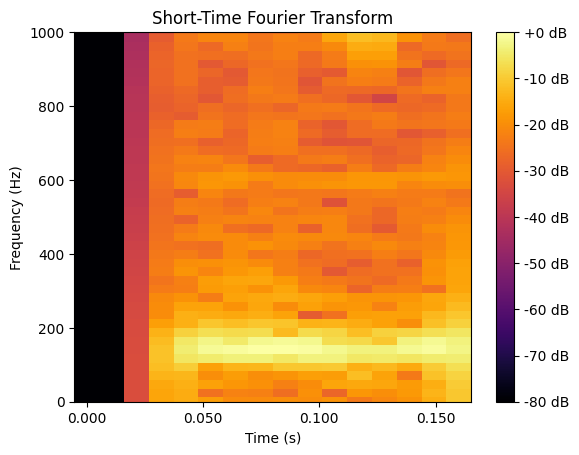 Short-Time Fourier Transform
1000
800
600
400
200
0
Frequency (Hz)
0.000
0.050
0.100
0.150
Time (s)
+0 dB
-10 dB
-20 dB
-30 dB
-40 dB
-50 dB
-60 dB
-70 dB
-80 dB